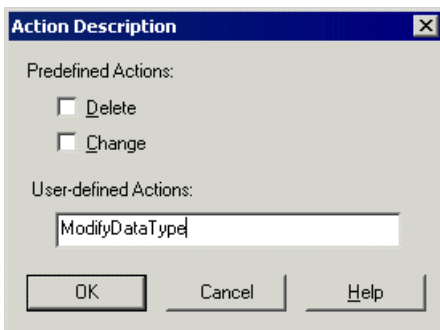 Action Description
Predefined Actions:
Delete
Change
User-defined Actions:
ModifyDataType
OK Cancel Help